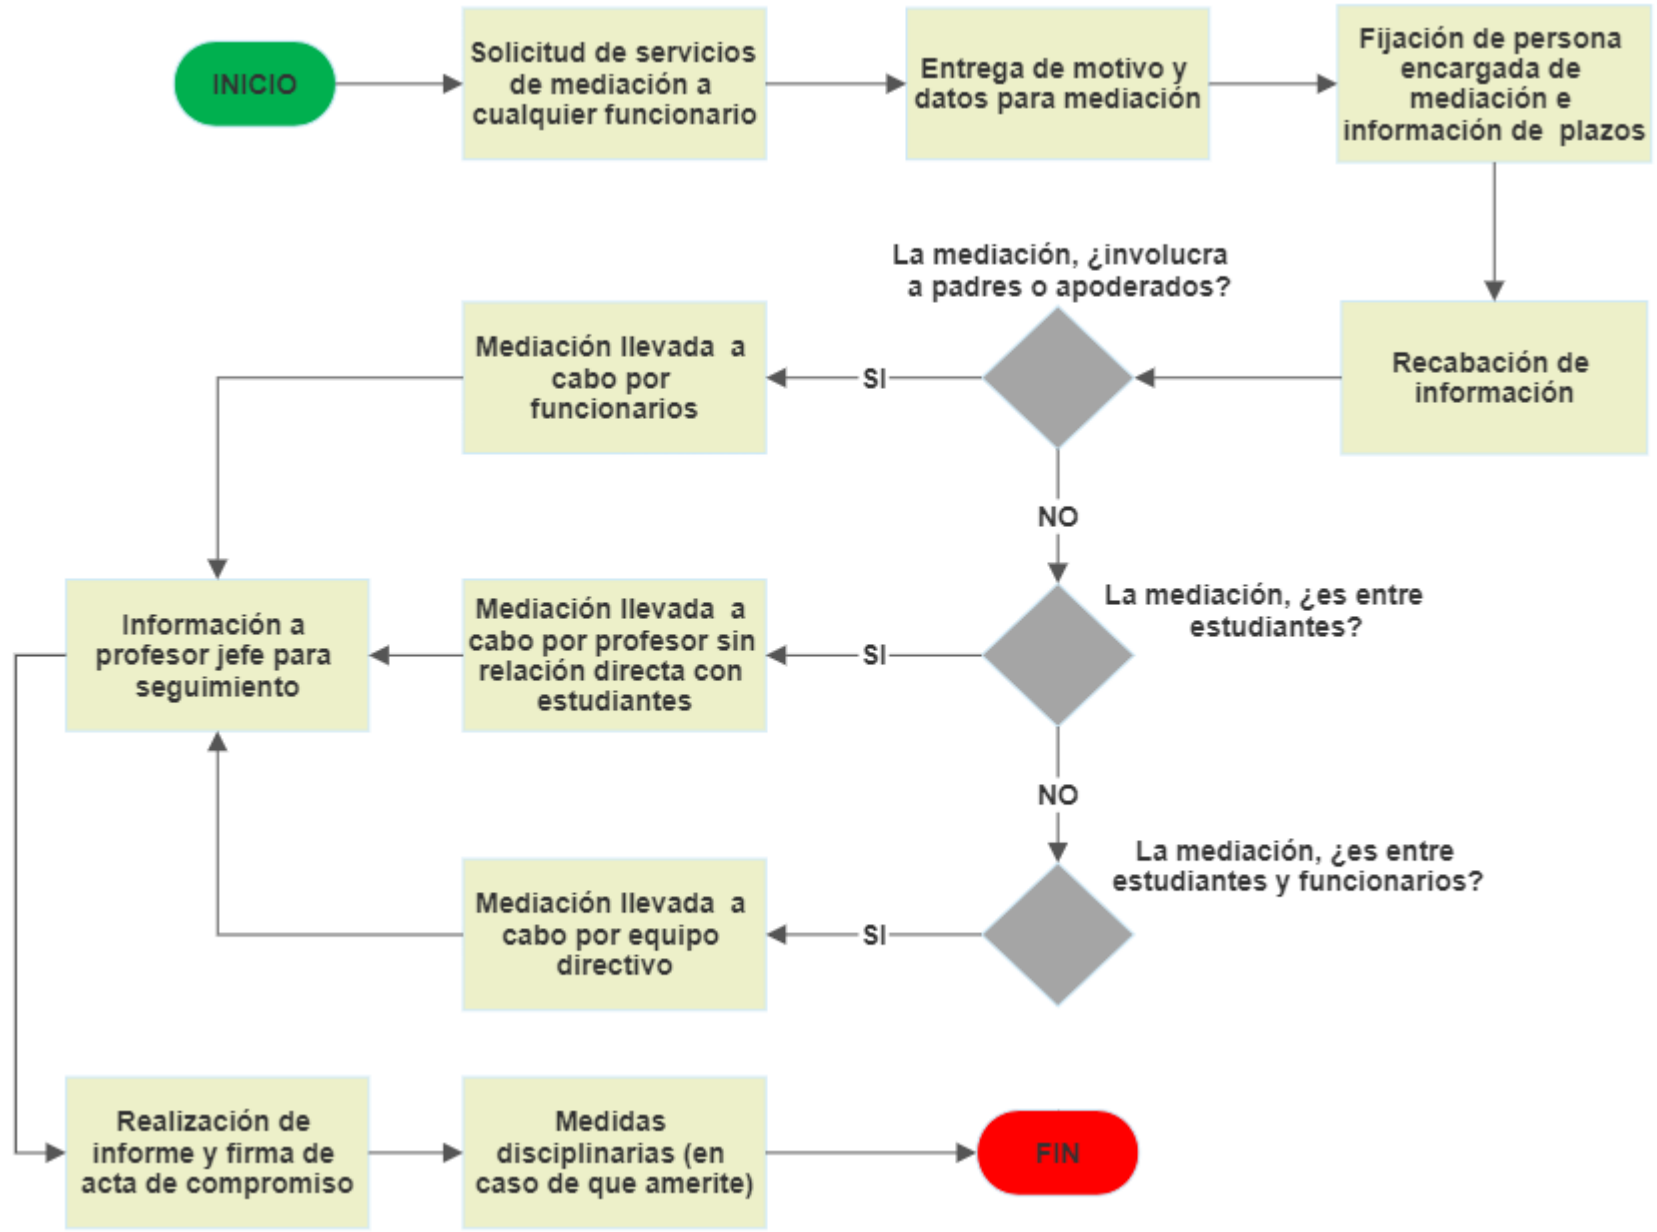 INICIO
Solicitud de servicios
de mediación a
cualquier funcionario
Entrega de motivo y
datos para mediación
Fijación de persona
encargada de
mediación e
información de plazos
La mediación, ¿involucra
a padres o apoderados?
Recabación de
información
SI
Mediación llevada a
cabo por
funcionarios
NO
La mediación, ¿es entre
estudiantes?
SI
Mediación llevada a
cabo por profesor sin
relación directa con
estudiantes
Información a
profesor jefe para
seguimiento
NO
La mediación, ¿es entre
estudiantes y funcionarios?
SI
Mediación llevada a
cabo por equipo
directivo
Realización de
informe y firma de
acta de compromiso
Medidas
disciplinarias (en
caso de que amerite)
FIN